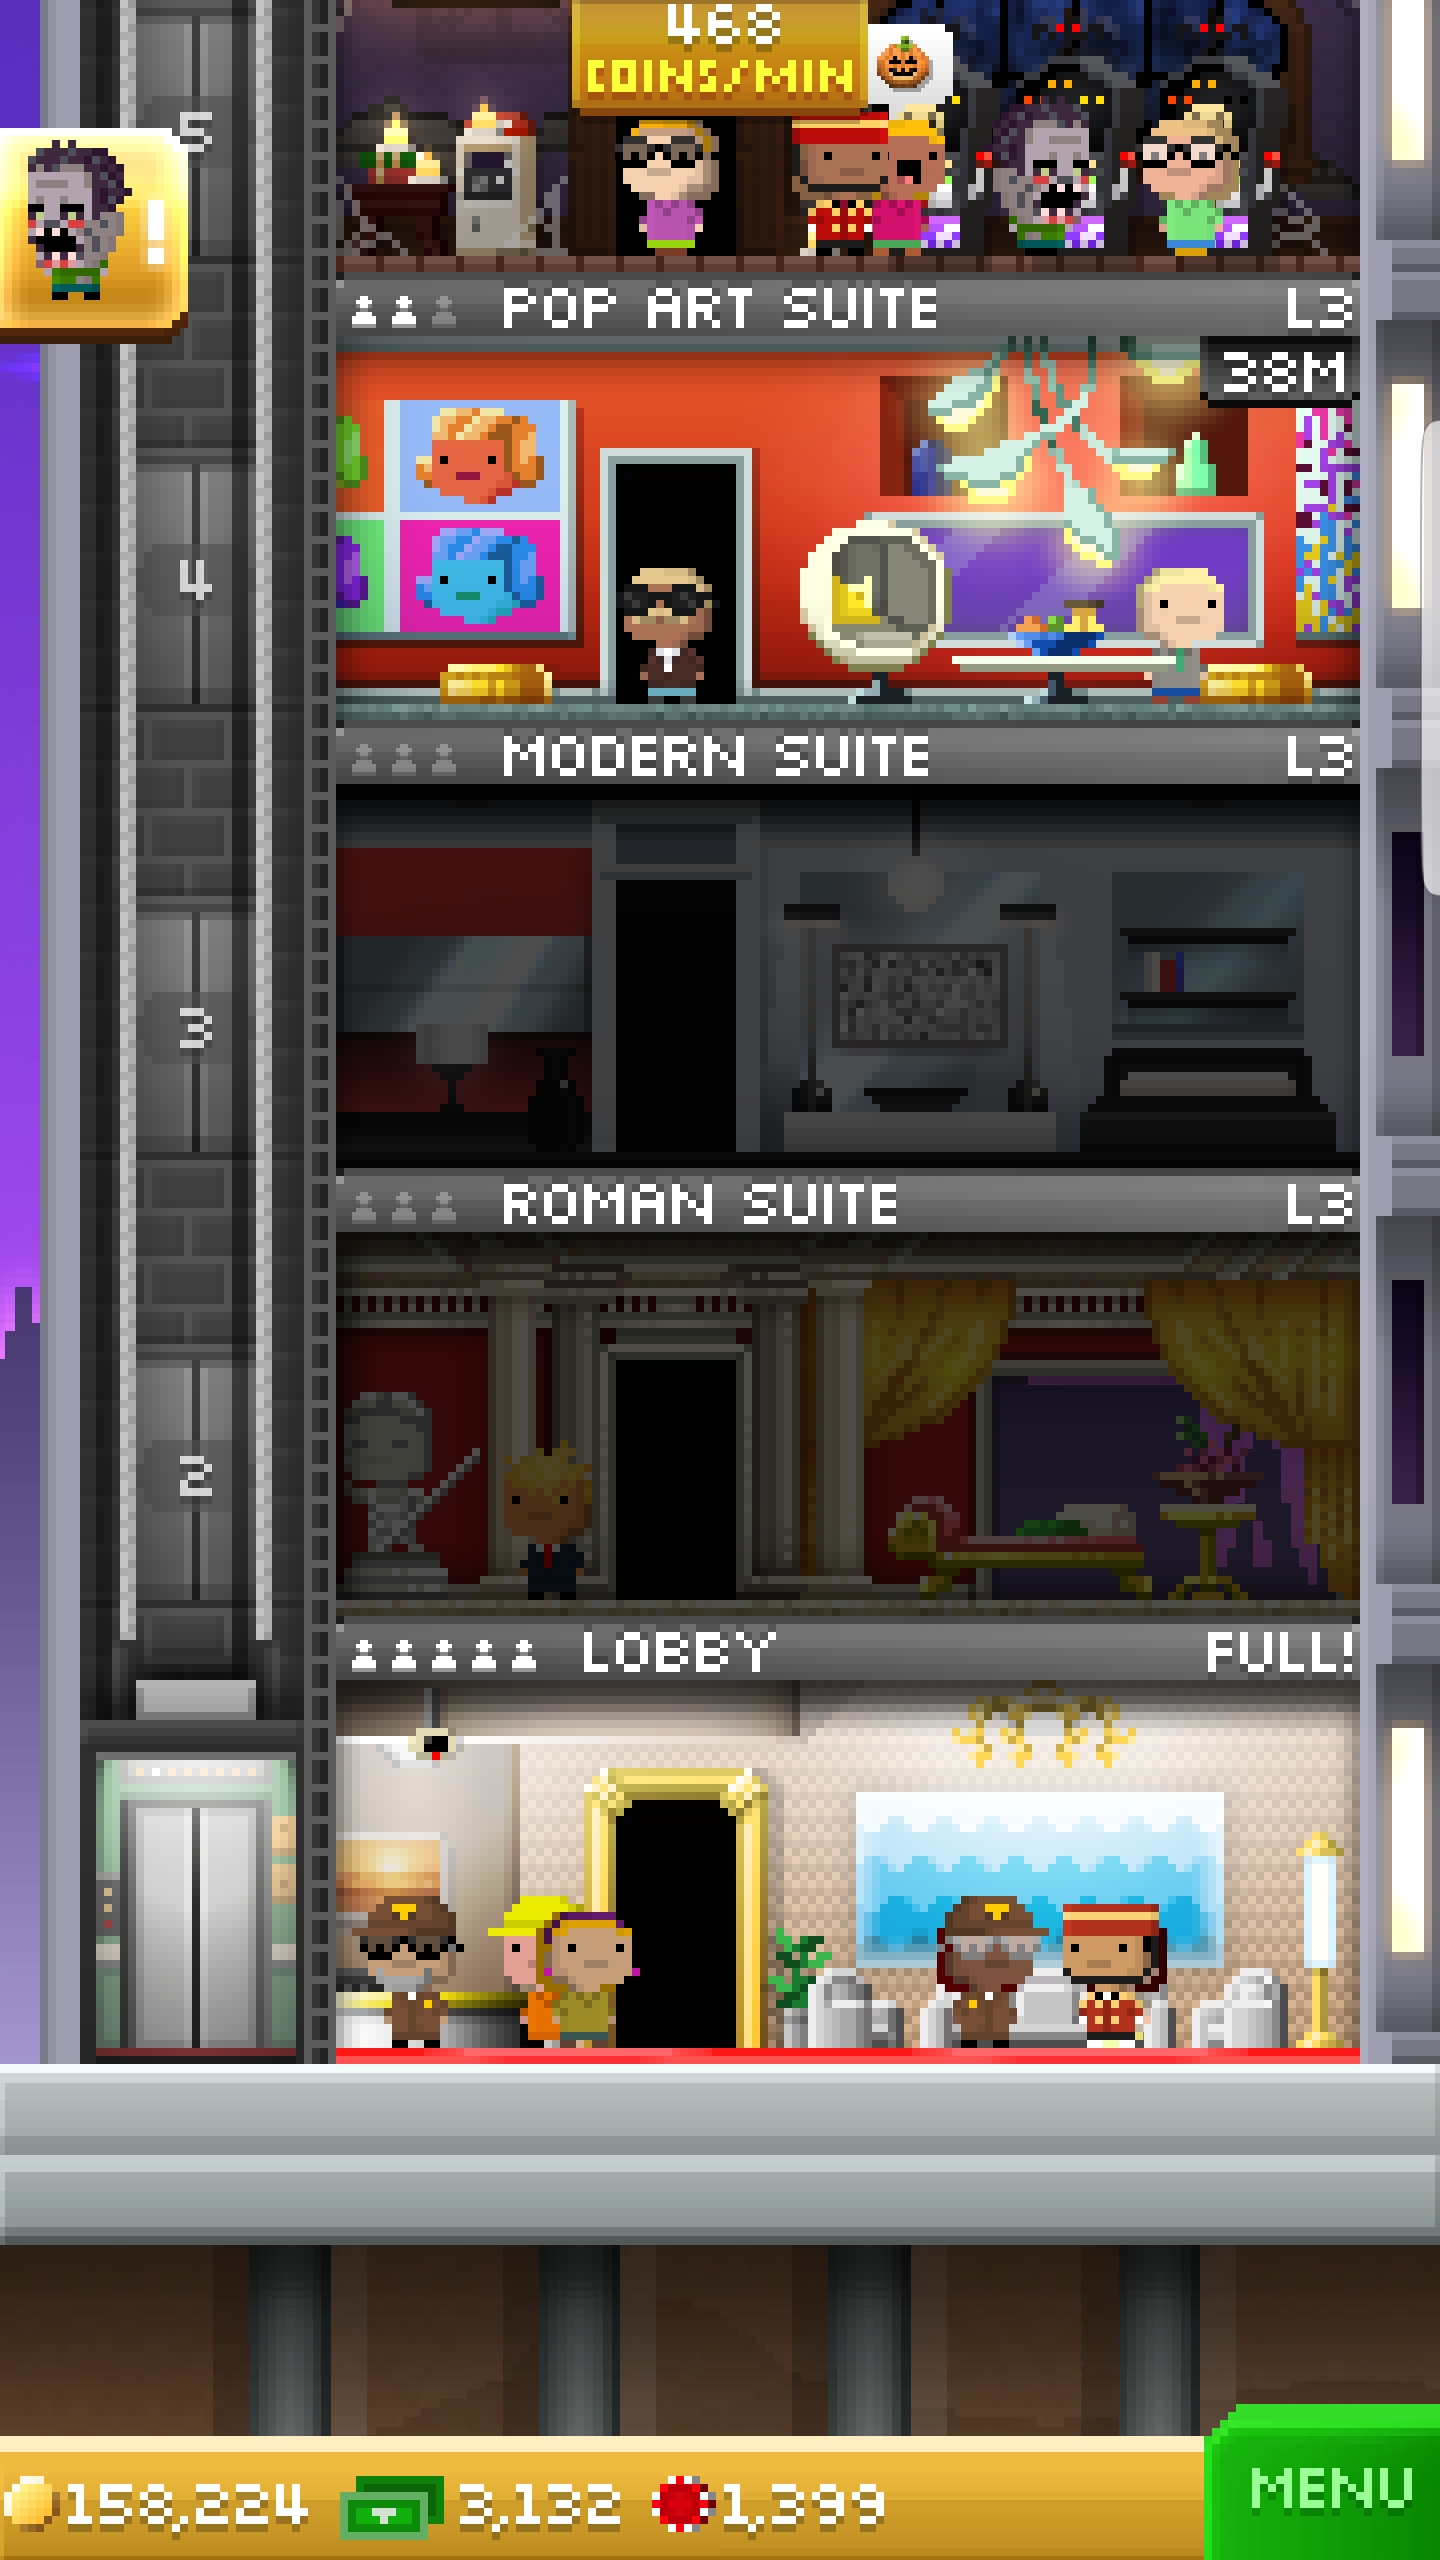 468
COINS/MIN
5
!
POP ART SUITE L3
38M
4
MODERN SUITE L3
3
ROMAN SUITE L3
2
LOBBY FULL!
158,224 3,132 1,399
MENU